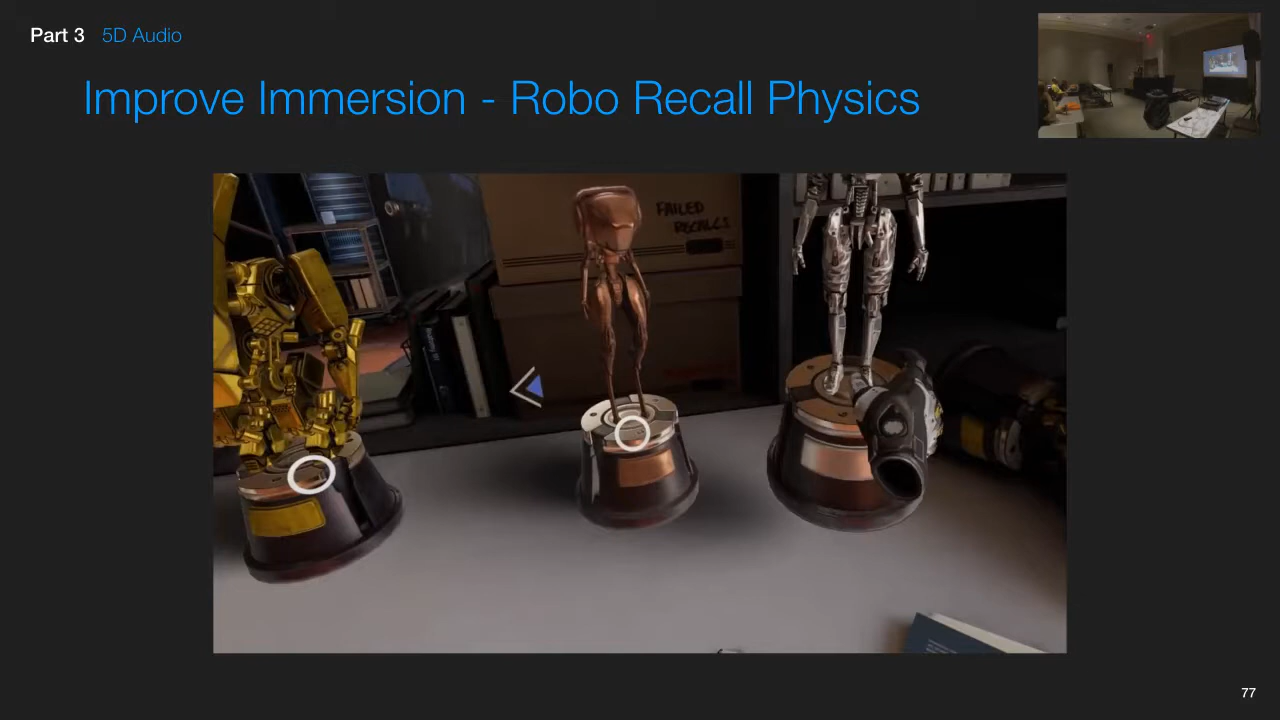 Part 3 5D Audio
Improve Immersion - Robo Recall Physics
FAILED
RECALLS
77